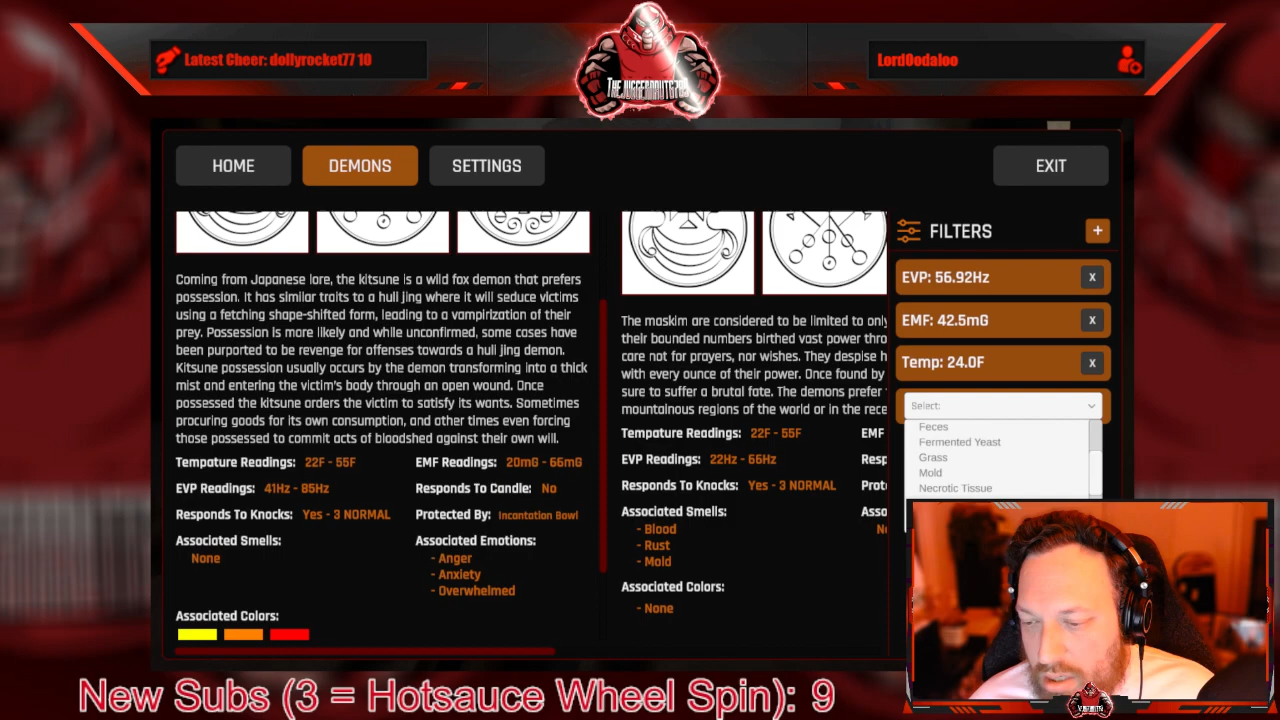 Latest Cheer: dollyrocket77 10
LordOodaloo
HOME
DEMONS
SETTINGS
EXIT
Coming from Japanese lore, the kitsune is a wild fox demon that prefers
possession. It has similar traits to a huli jing where it will seduce victims
using a fetching shape-shifted form, leading to a vampirization of their
prey. Possession is more likely and while unconfirmed, some cases have
been purported to be revenge for offenses towards a huli jing demon.
Kitsune possession usually occurs by the demon transforming into a thick
mist and entering the victim's body through an open wound. Once
possessed the kitsune orders the victim to satisfy its wants. Sometimes
procuring goods for its own consumption, and other times even forcing
those possessed to commit acts of bloodshed against their own will.
Tempature Readings: 22F - 55F
EMF Readings: 20mG - 66mG
EVP Readings: 41Hz - 85Hz
Responds To Candle: No
Responds To Knocks: Yes - 3 NORMAL
Protected By: Incantation Bowl
Associated Smells:
None
Associated Emotions:
- Anger
- Anxiety
- Overwhelmed
Associated Colors:
The maskim are considered to be limited to only
their bounded numbers birthed vast power thro
care not for prayers, nor wishes. They despise h
with every ounce of their power. Once found by
sure to suffer a brutal fate. The demons prefer
mountainous regions of the world or in the rece
Tempature Readings: 22F - 55F
EMF
EVP Readings: 22Hz - 66Hz
Resp
Responds To Knocks: Yes - 3 NORMAL
Prote
Associated Smells:
- Blood
- Rust
- Mold
Asso
Associated Colors:
- None
FILTERS
+
EVP: 56.92Hz
X
EMF: 42.5mG
X
Temp: 24.0F
X
Select:
Feces
Fermented Yeast
Grass
Mold
Necrotic Tissue
New Subs (3 = Hotsauce Wheel Spin): 9